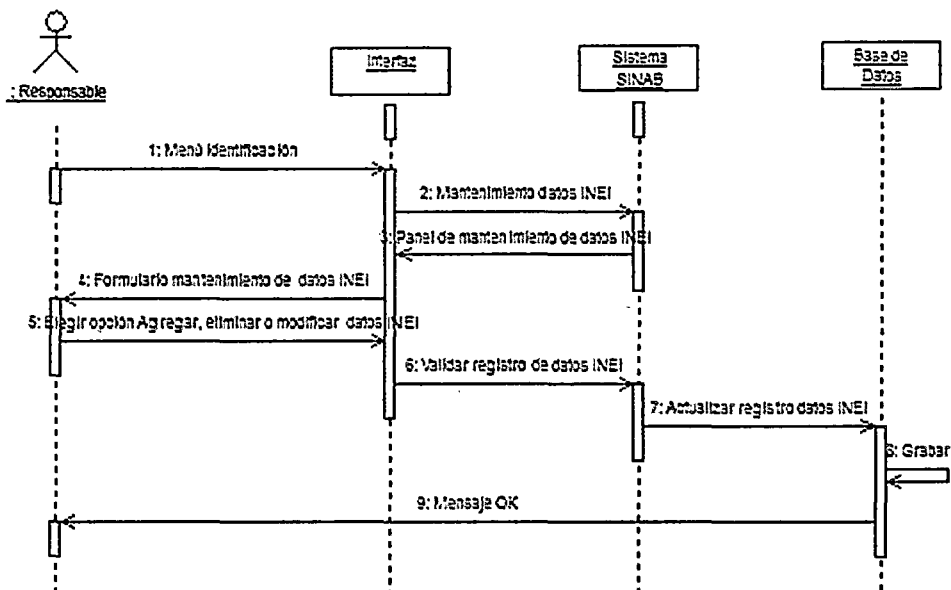 Interfaz
Sistema
SINAB
Base de
Datos
: Responsable
1: Menú Identificación
2: Mantenimiento datos INEI
3: Panel de mantenimiento de datos INEI
4: Formulario mantenimiento de datos INEI
5: Elegir opción Agregar, eliminar o modificar datos INEI
6: Validar registro de datos INEI
7: Actualizar registro datos INEI
8: Grabar
9: Mensaje OK